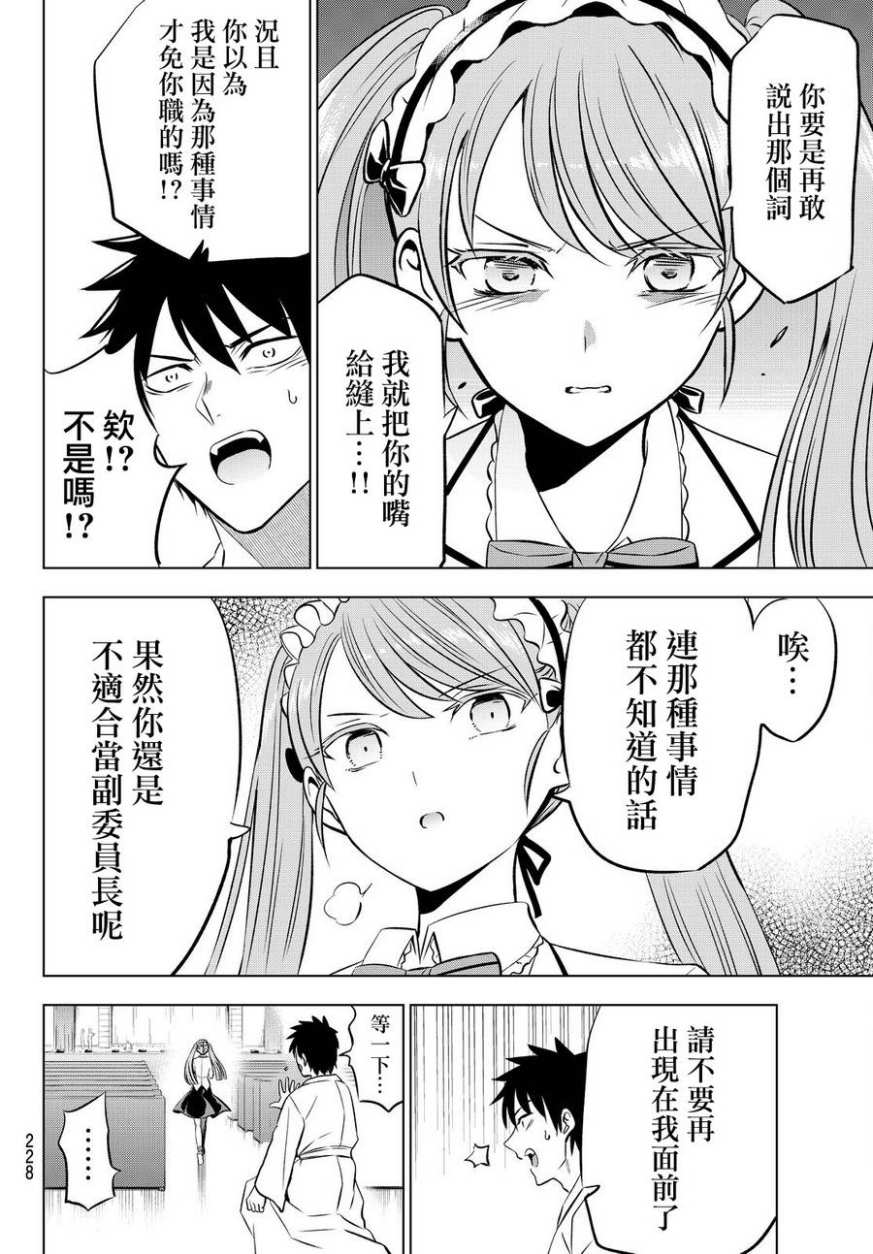 你要是再敢
説出那個詞
我就把你的嘴
給縫上…!!
況且
你以為
我是因為那種事情
才免你職的嗎!?
欸!?
不是嗎!?
唉…
連那種事情
都不知道的話
果然你還是
不適合當副委員長呢
請不要再
出現在我面前了
等一下…
……
228